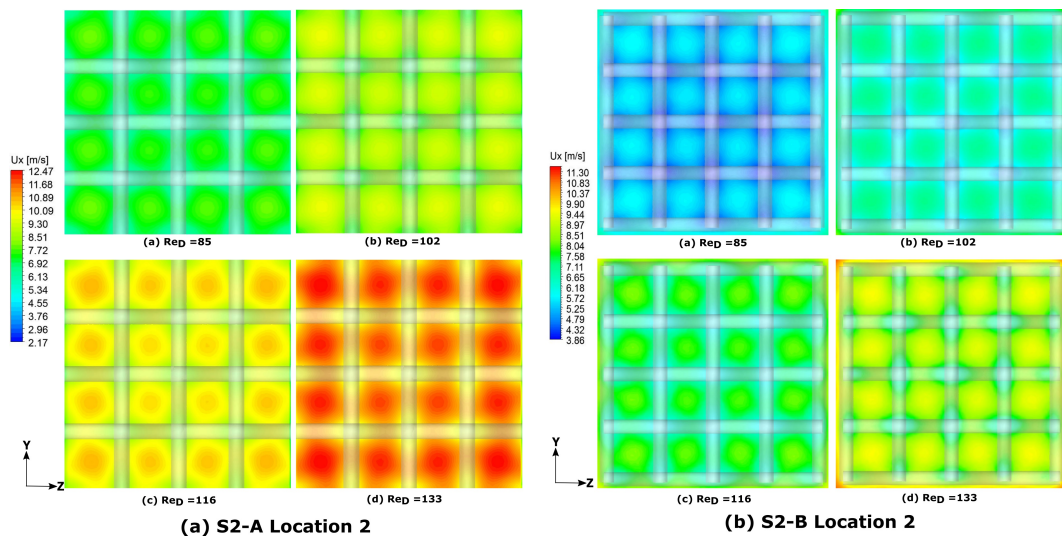 (a) ReD =85
(b) ReD =102
Ux [m/s]
12.47
11.68
10.89
10.09
9.30
8.51
7.72
6.92
6.13
5.34
4.55
3.76
2.96
2.17
(c) ReD =116
(d) ReD =133
Y
Z
(a) S2-A Location 2
(a) ReD =85
(b) ReD =102
Ux [m/s]
11.30
10.83
10.37
9.90
9.44
8.97
8.51
8.04
7.58
7.11
6.65
6.18
5.72
5.25
4.79
4.32
3.86
(c) ReD =116
(d) ReD =133
Y
Z
(b) S2-B Location 2